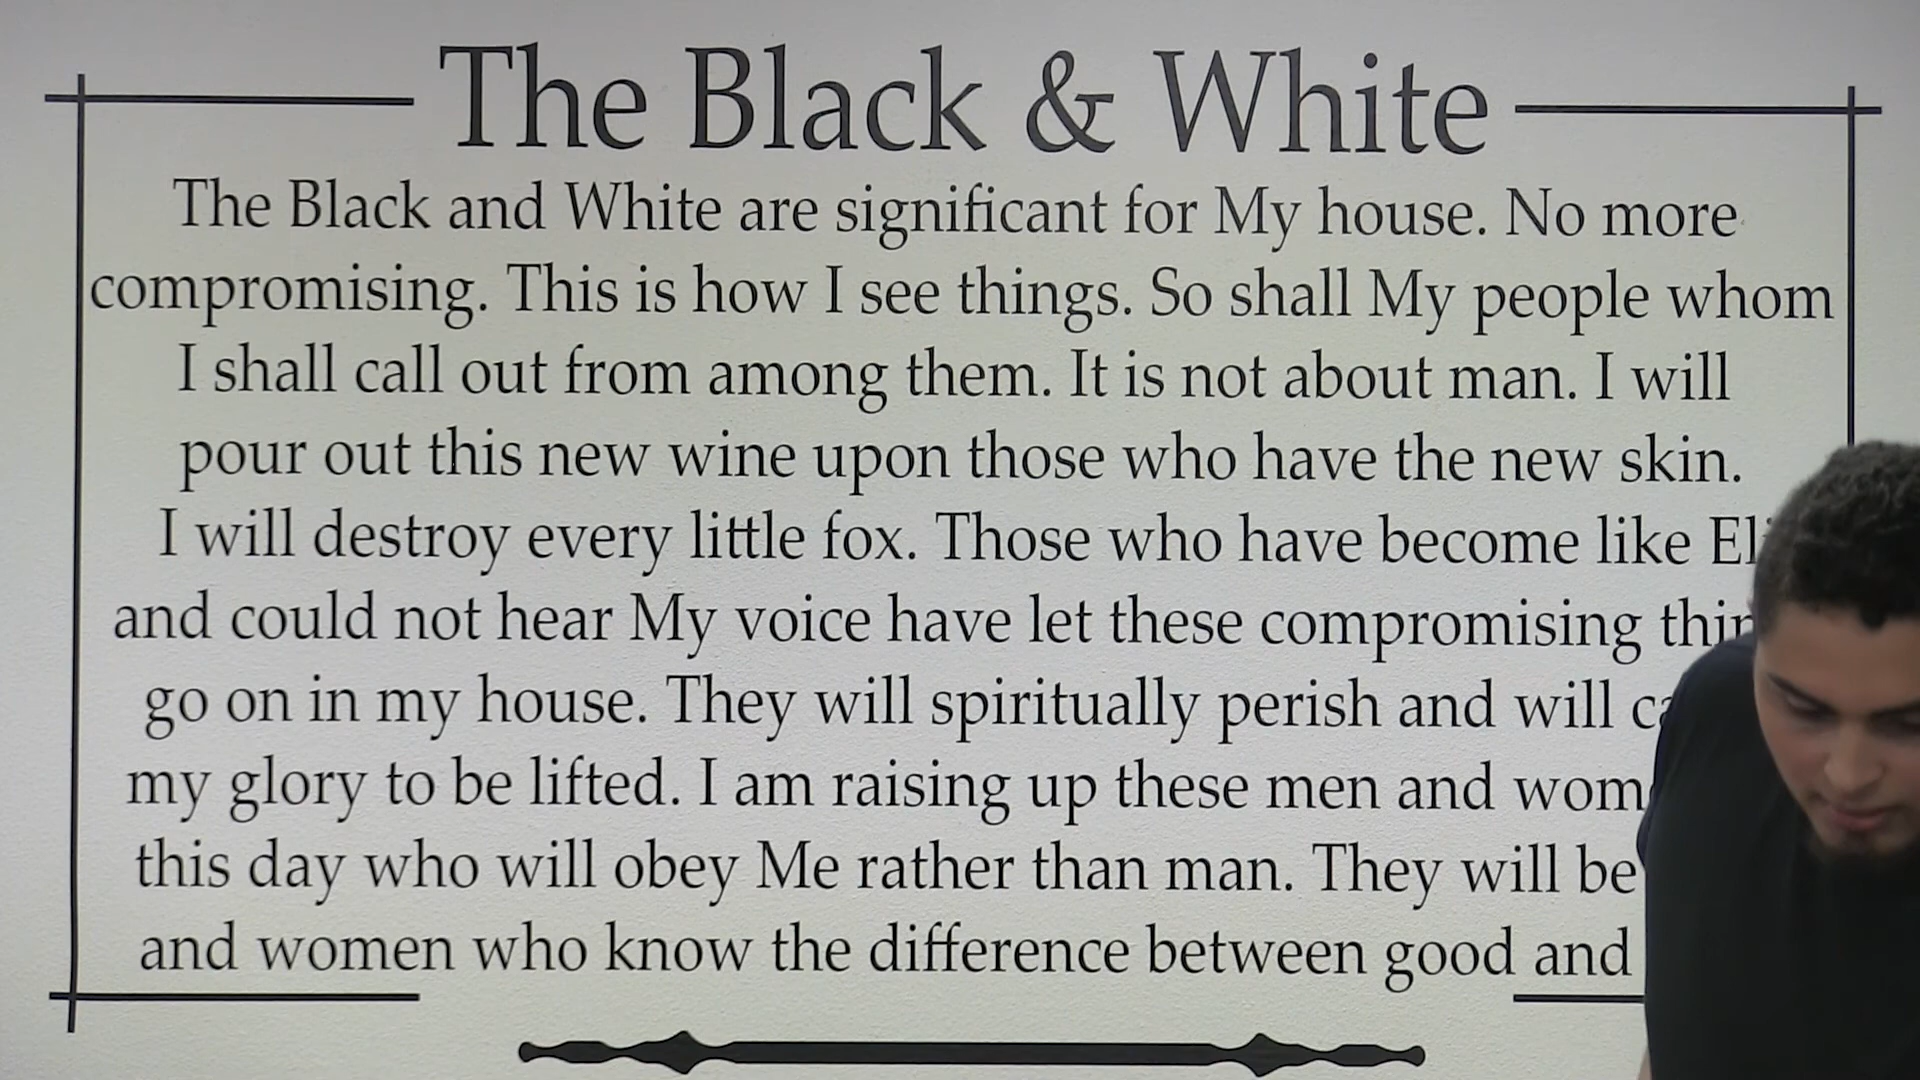 The Black & White
The Black and White are significant for My house. No more
compromising. This is how I see things. So shall My people whom
I shall call out from among them. It is not about man. I will
pour out this new wine upon those who have the new skin.
I will destroy every little fox. Those who have become like
and could not hear My voice have let these compromising
go on in my house. They will spiritually perish and will
my glory to be lifted. I am raising up these men and
this day who will obey Me rather than man. They will be
and women who know the difference between good and